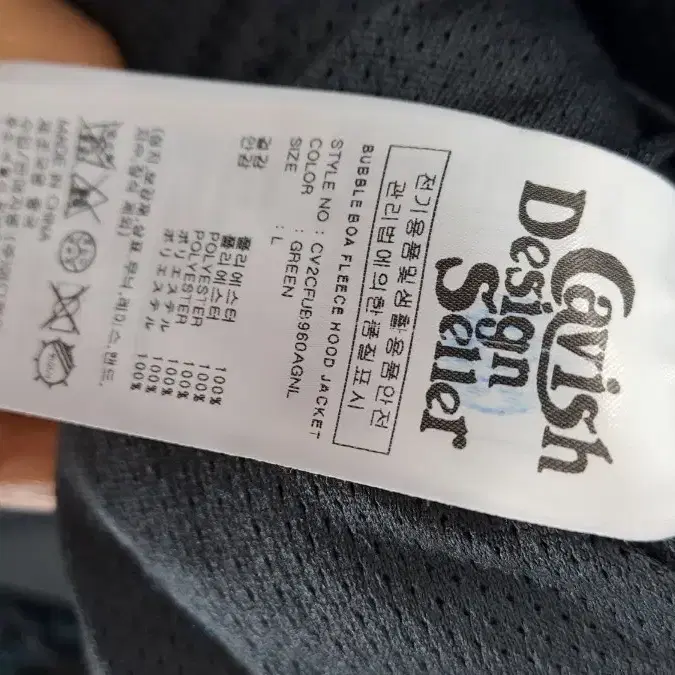 Cavish
Design
Seller
전기용품및생활용품안전
관리법에의한품질표시
BUBBLE BOA FLEECE HOOD JACKET
STYLE NO : CV2CFUB960AGNL
COLOR : GREEN
SIZE : L
겉감
안감
폴리에스터 100%
폴리에스터 100%
POLYESTER 100%
POLYESTER 100%
ポリエステル 100%
ポリエステル 100%
MADE IN CHINA